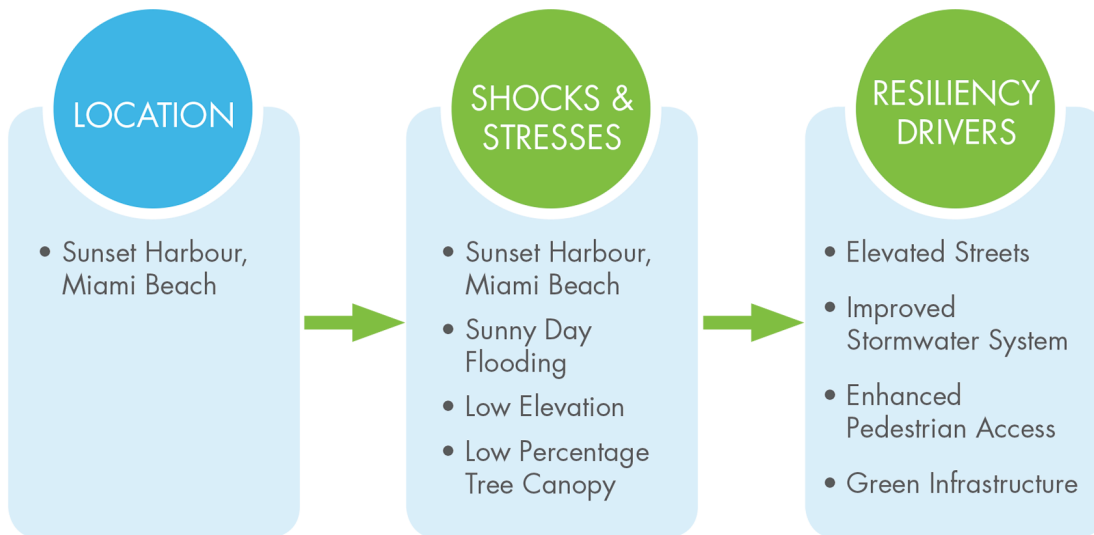 LOCATION
• Sunset Harbour,
Miami Beach
SHOCKS &
STRESSES
• Sunset Harbour,
Miami Beach
• Sunny Day
Flooding
• Low Elevation
• Low Percentage
Tree Canopy
RESILIENCY
DRIVERS
• Elevated Streets
• Improved
Stormwater System
• Enhanced
Pedestrian Access
• Green Infrastructure